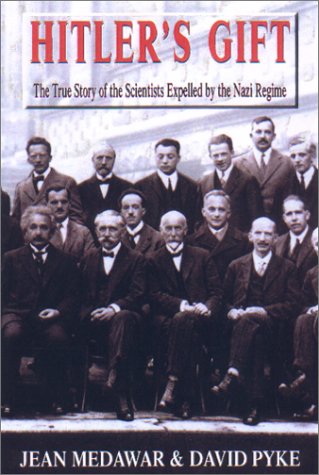 HITLER'S GIFT
The True Story of the Scientists Expelled by the Nazi Regime
JEAN MEDAWAR & DAVID PYKE